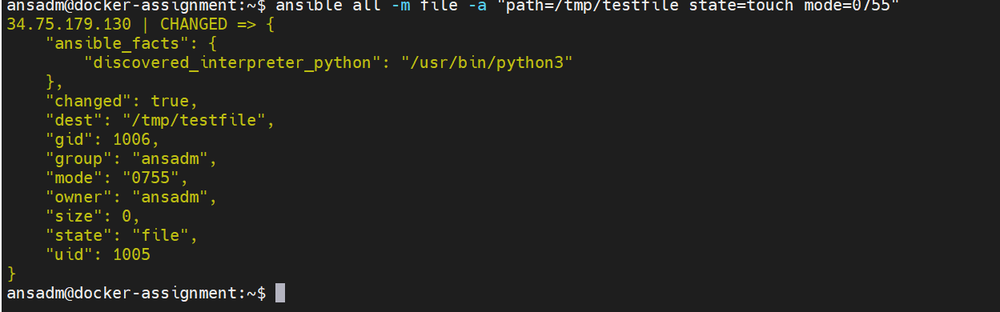 ansadm@docker-assignment:~$ ansible all -m file -a "path=/tmp/testfile state=touch mode=0755"
34.75.179.130 | CHANGED => {
    "ansible_facts": {
        "discovered_interpreter_python": "/usr/bin/python3"
    },
    "changed": true,
    "dest": "/tmp/testfile",
    "gid": 1006,
    "group": "ansadm",
    "mode": "0755",
    "owner": "ansadm",
    "size": 0,
    "state": "file",
    "uid": 1005
}
ansadm@docker-assignment:~$